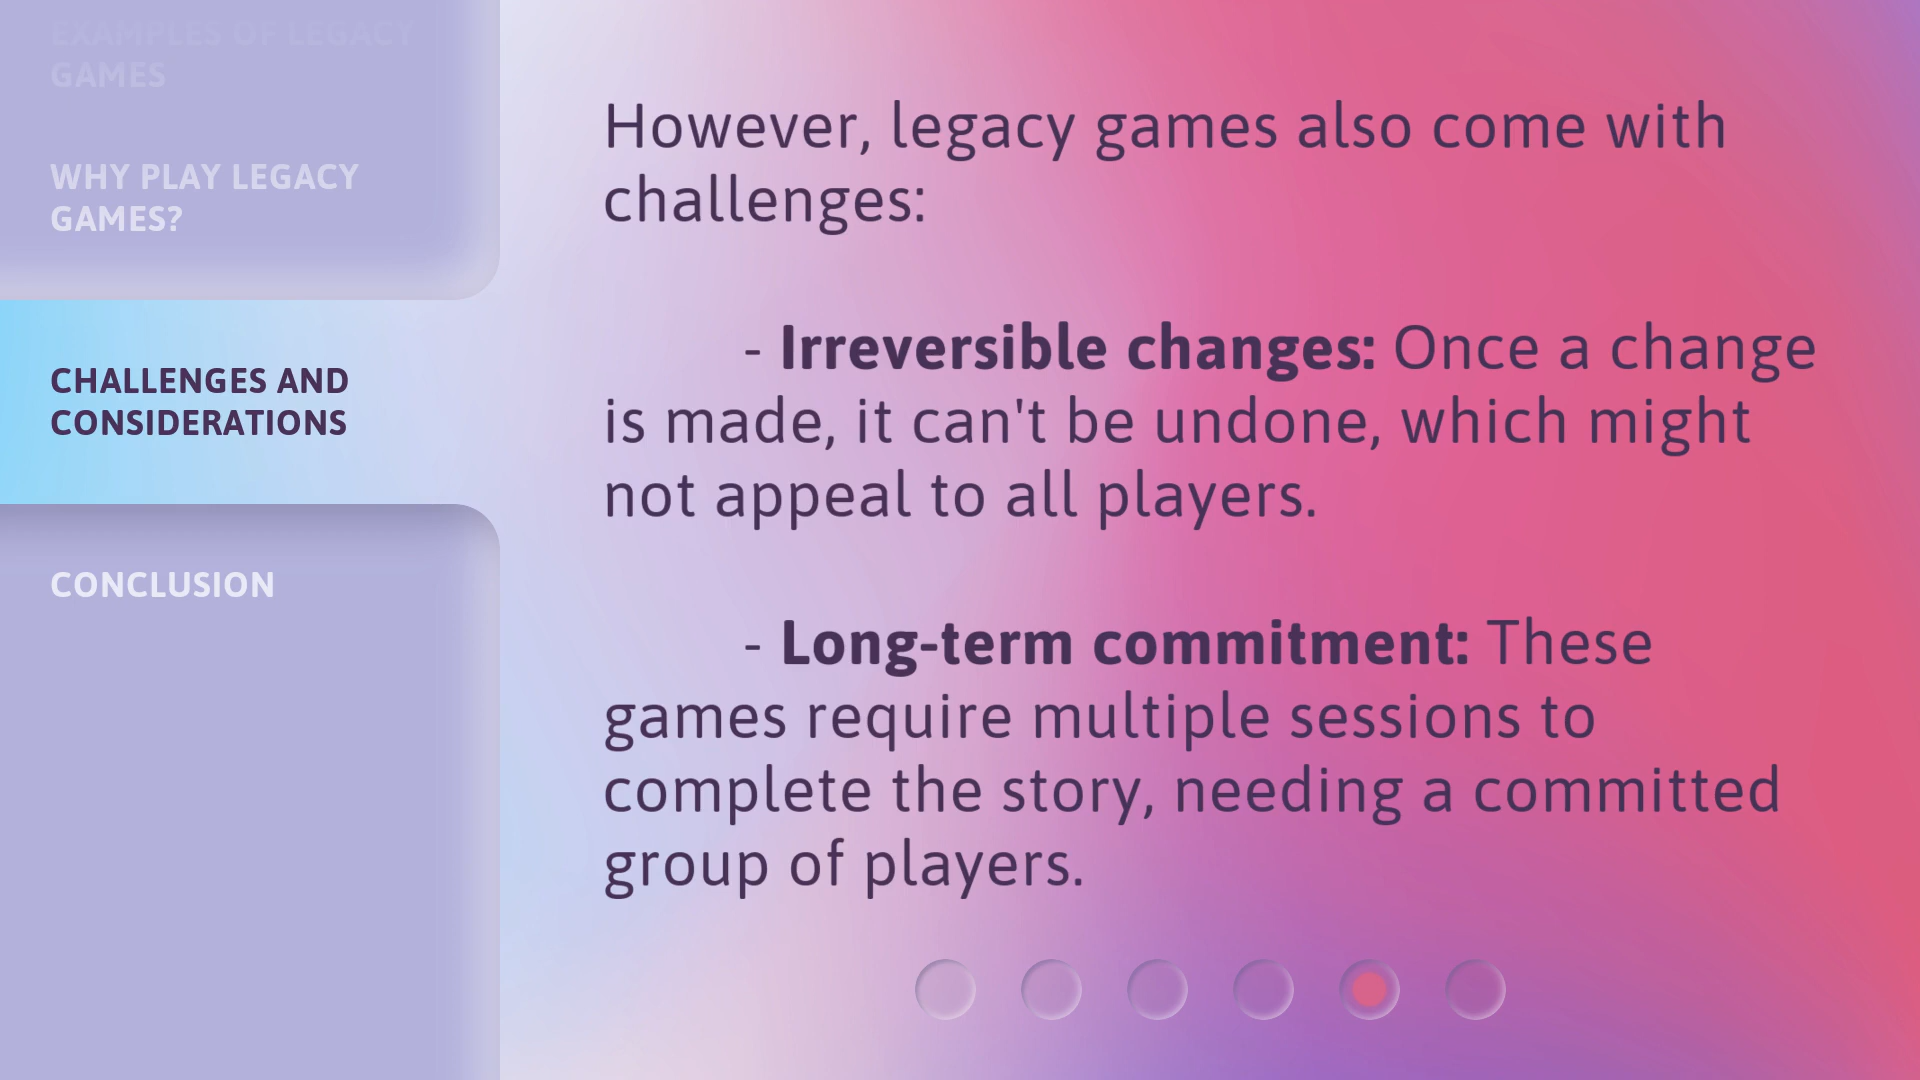 EXAMPLES OF LEGACY
GAMES
WHY PLAY LEGACY
GAMES?
CHALLENGES AND
CONSIDERATIONS
CONCLUSION
However, legacy games also come with
challenges:
- Irreversible changes: Once a change
is made, it can't be undone, which might
not appeal to all players.
- Long-term commitment: These
games require multiple sessions to
complete the story, needing a committed
group of players.